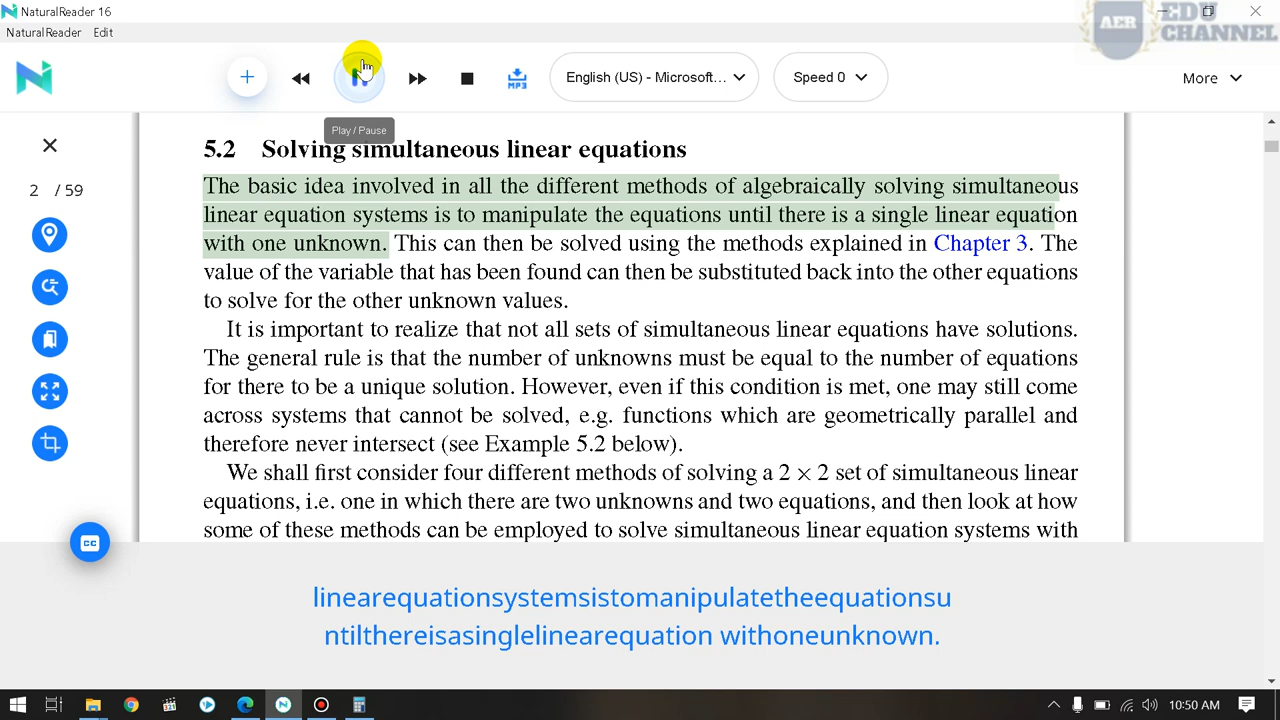 NaturalReader 16
NaturalReader Edit
AER EDU CHANNEL
MP3
English (US) - Microsoft...
Speed 0
More
Play / Pause
2 / 59
5.2 Solving simultaneous linear equations
The basic idea involved in all the different methods of algebraically solving simultaneous
linear equation systems is to manipulate the equations until there is a single linear equation
with one unknown. This can then be solved using the methods explained in Chapter 3. The
value of the variable that has been found can then be substituted back into the other equations
to solve for the other unknown values.
It is important to realize that not all sets of simultaneous linear equations have solutions.
The general rule is that the number of unknowns must be equal to the number of equations
for there to be a unique solution. However, even if this condition is met, one may still come
across systems that cannot be solved, e.g. functions which are geometrically parallel and
therefore never intersect (see Example 5.2 below).
We shall first consider four different methods of solving a 2 × 2 set of simultaneous linear
equations, i.e. one in which there are two unknowns and two equations, and then look at how
some of these methods can be employed to solve simultaneous linear equation systems with
CC
linearequationsystemsistomanipulatetheequationsu
ntilthereisasinglelinearequation withoneunknown.
10:50 AM